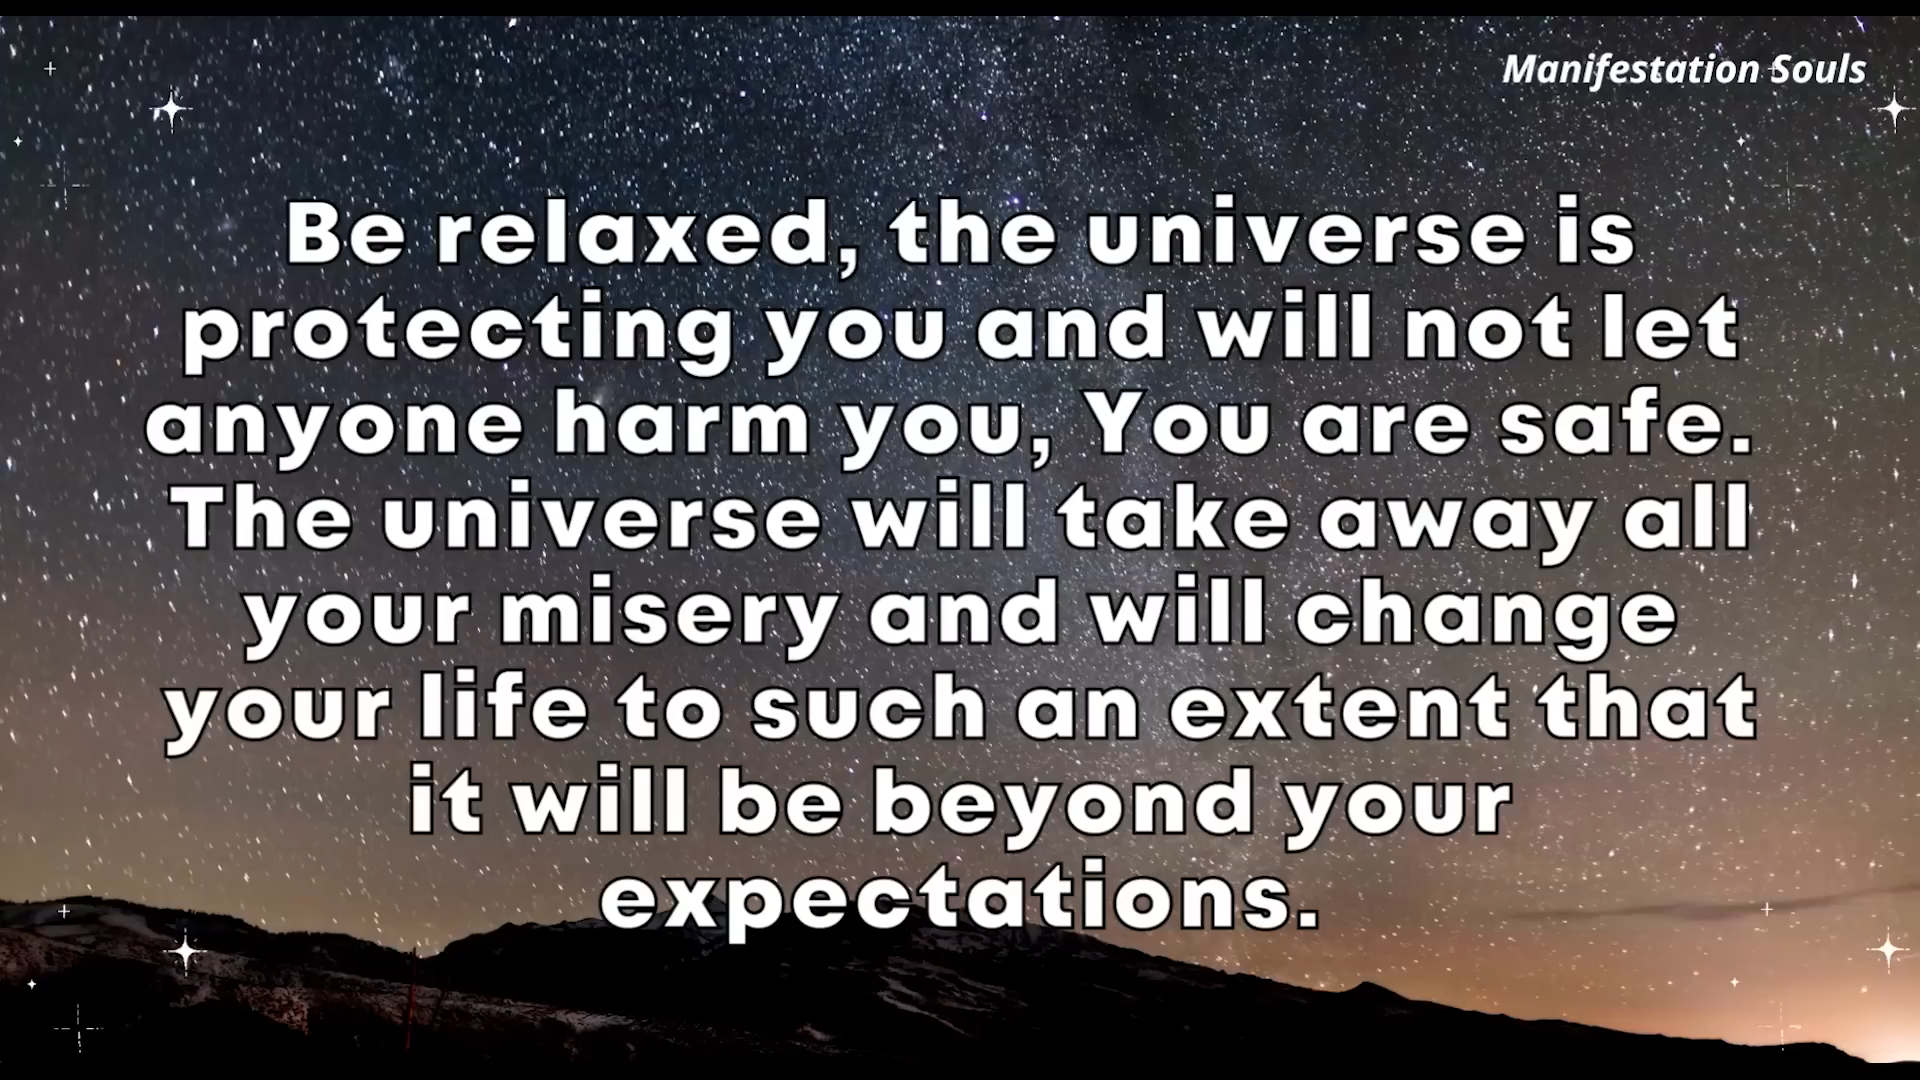 Manifestation Souls
Be relaxed, the universe is
protecting you and will not let
anyone harm you, You are safe.
The universe will take away all
your misery and will change
your life to such an extent that
it will be beyond your
expectations.